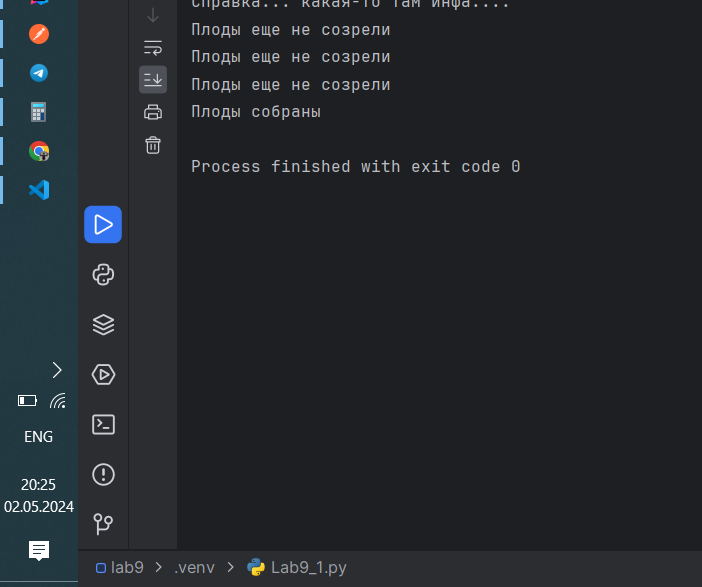 Справка... какая-то там инфа....
Плоды еще не созрели
Плоды еще не созрели
Плоды еще не созрели
Плоды собраны
Process finished with exit code 0
ENG
20:25
02.05.2024
lab9 > .venv > Lab9_1.py